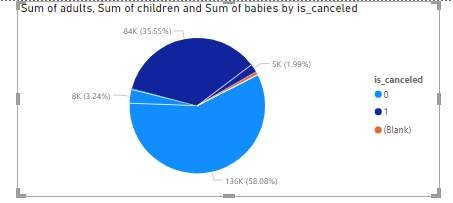 Sum of adults, Sum of children and Sum of babies by is_canceled
84K (35.55%)
5K (1.99%)
is_canceled
0
8K (3.24%)
1
(Blank)
136K (58.08%)